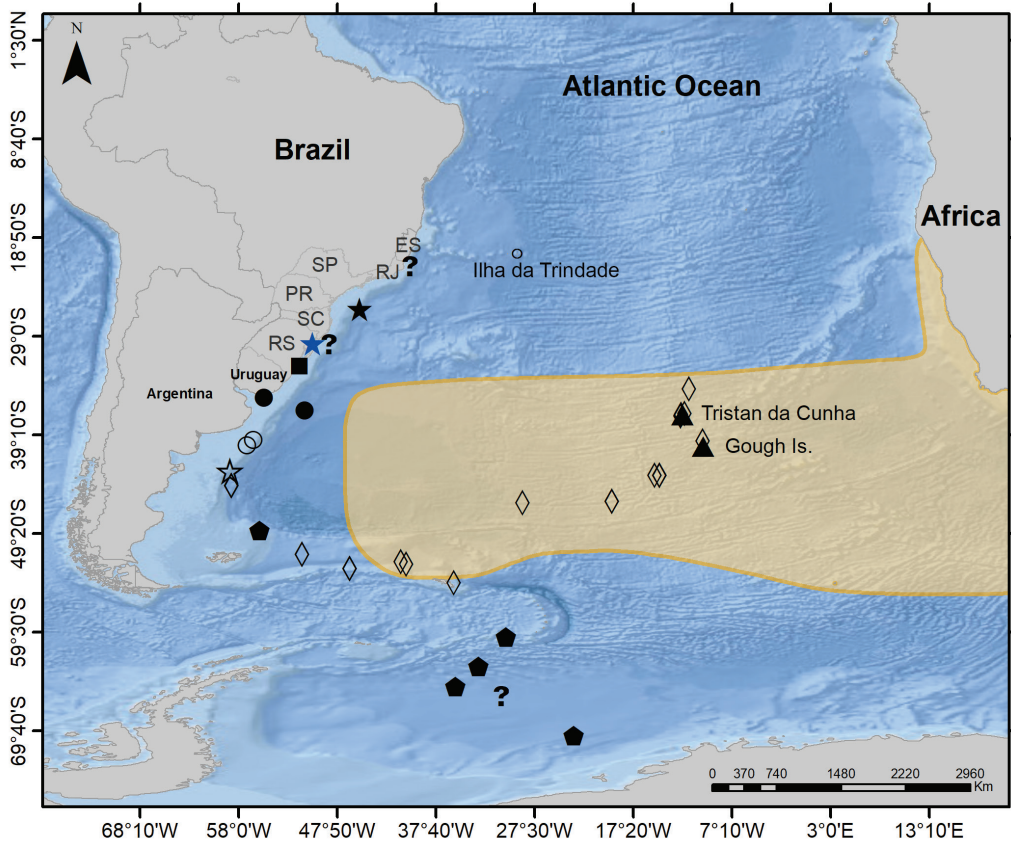 N
Atlantic Ocean
Brazil
Africa
ES
?
SP
RJ
Ilha da Trindade
PR
SC
RS
?
Uruguay
Argentina
Tristan da Cunha
Gough Is.
?
0 370 740 1480 2220 2960
Km
1°30'N
8°40'S
18°50'S
29°0'S
39°10'S
49°20'S
59°30'S
69°40'S
68°10'W 58°0'W 47°50'W 37°40'W 27°30'W 17°20'W 7°10'W 3°0'E 13°10'E